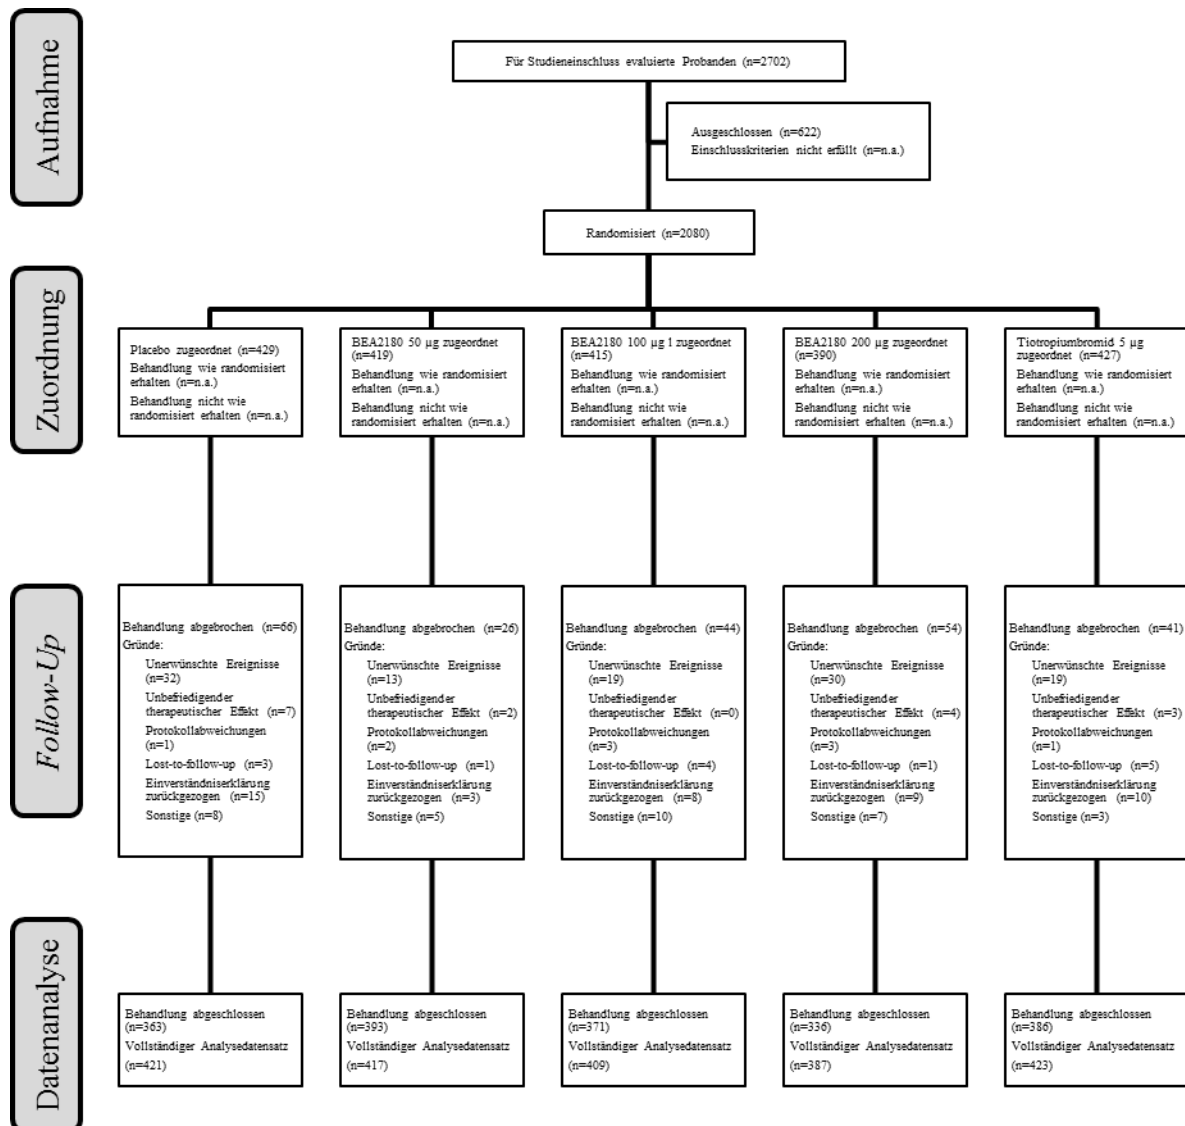 Aufnahme
Für Studieneinschluss evaluierte Probanden (n=2702)
Ausgeschlossen (n=622)
Einschlusskriterien nicht erfüllt (n=n.a.)
Randomisiert (n=2080)
Zuordnung
Placebo zugeordnet (n=429)
Behandlung wie randomisiert
erhalten (n=n.a.)
Behandlung nicht wie
randomisiert erhalten (n=n.a.)
BEA2180 50 µg zugeordnet
(n=419)
Behandlung wie randomisiert
erhalten (n=n.a.)
Behandlung nicht wie
randomisiert erhalten (n=n.a.)
BEA2180 100 µg l zugeordnet
(n=415)
Behandlung wie randomisiert
erhalten (n=n.a.)
Behandlung nicht wie
randomisiert erhalten (n=n.a.)
BEA2180 200 µg zugeordnet
(n=390)
Behandlung wie randomisiert
erhalten (n=n.a.)
Behandlung nicht wie
randomisiert erhalten (n=n.a.)
Tiotropiumbromid 5 µg
zugeordnet (n=427)
Behandlung wie randomisiert
erhalten (n=n.a.)
Behandlung nicht wie
randomisiert erhalten (n=n.a.)
Follow-Up
Behandlung abgebrochen (n=66)
Gründe:
Unerwünschte Ereignisse
(n=32)
Unbefriedigender
therapeutischer Effekt (n=7)
Protokollabweichungen
(n=1)
Lost-to-follow-up (n=3)
Einverständniserklärung
zurückgezogen (n=15)
Sonstige (n=8)
Behandlung abgebrochen (n=26)
Gründe:
Unerwünschte Ereignisse
(n=13)
Unbefriedigender
therapeutischer Effekt (n=2)
Protokollabweichungen
(n=2)
Lost-to-follow-up (n=1)
Einverständniserklärung
zurückgezogen (n=3)
Sonstige (n=5)
Behandlung abgebrochen (n=44)
Gründe:
Unerwünschte Ereignisse
(n=19)
Unbefriedigender
therapeutischer Effekt (n=0)
Protokollabweichungen
(n=3)
Lost-to-follow-up (n=4)
Einverständniserklärung
zurückgezogen (n=8)
Sonstige (n=10)
Behandlung abgebrochen (n=54)
Gründe:
Unerwünschte Ereignisse
(n=30)
Unbefriedigender
therapeutischer Effekt (n=4)
Protokollabweichungen
(n=3)
Lost-to-follow-up (n=1)
Einverständniserklärung
zurückgezogen (n=9)
Sonstige (n=7)
Behandlung abgebrochen (n=41)
Gründe:
Unerwünschte Ereignisse
(n=19)
Unbefriedigender
therapeutischer Effekt (n=3)
Protokollabweichungen
(n=1)
Lost-to-follow-up (n=5)
Einverständniserklärung
zurückgezogen (n=10)
Sonstige (n=3)
Datenanalyse
Behandlung abgeschlossen
(n=363)
Vollständiger Analysedatensatz
(n=421)
Behandlung abgeschlossen
(n=393)
Vollständiger Analysedatensatz
(n=417)
Behandlung abgeschlossen
(n=371)
Vollständiger Analysedatensatz
(n=409)
Behandlung abgeschlossen
(n=336)
Vollständiger Analysedatensatz
(n=387)
Behandlung abgeschlossen
(n=386)
Vollständiger Analysedatensatz
(n=423)